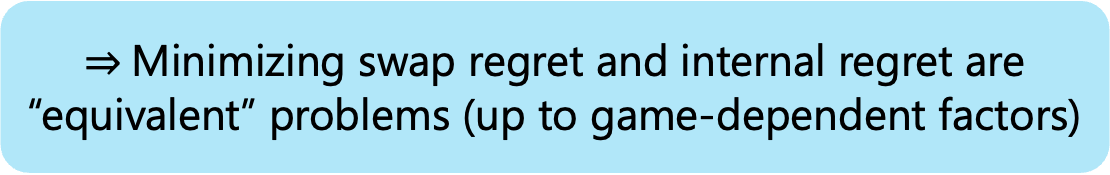 ⇒ Minimizing swap regret and internal regret are
“equivalent” problems (up to game-dependent factors)